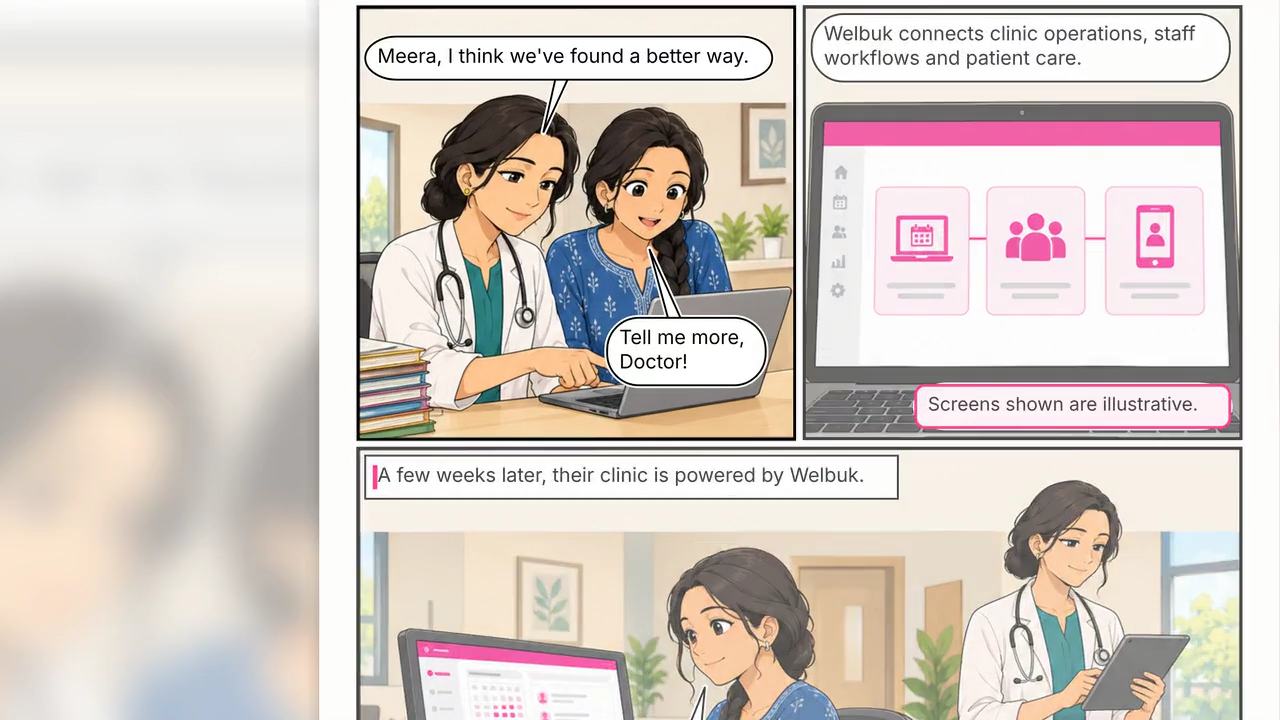 Meera, I think we've found a better way.
Tell me more,
Doctor!
Welbuk connects clinic operations, staff
workflows and patient care.
Screens shown are illustrative.
A few weeks later, their clinic is powered by Welbuk.